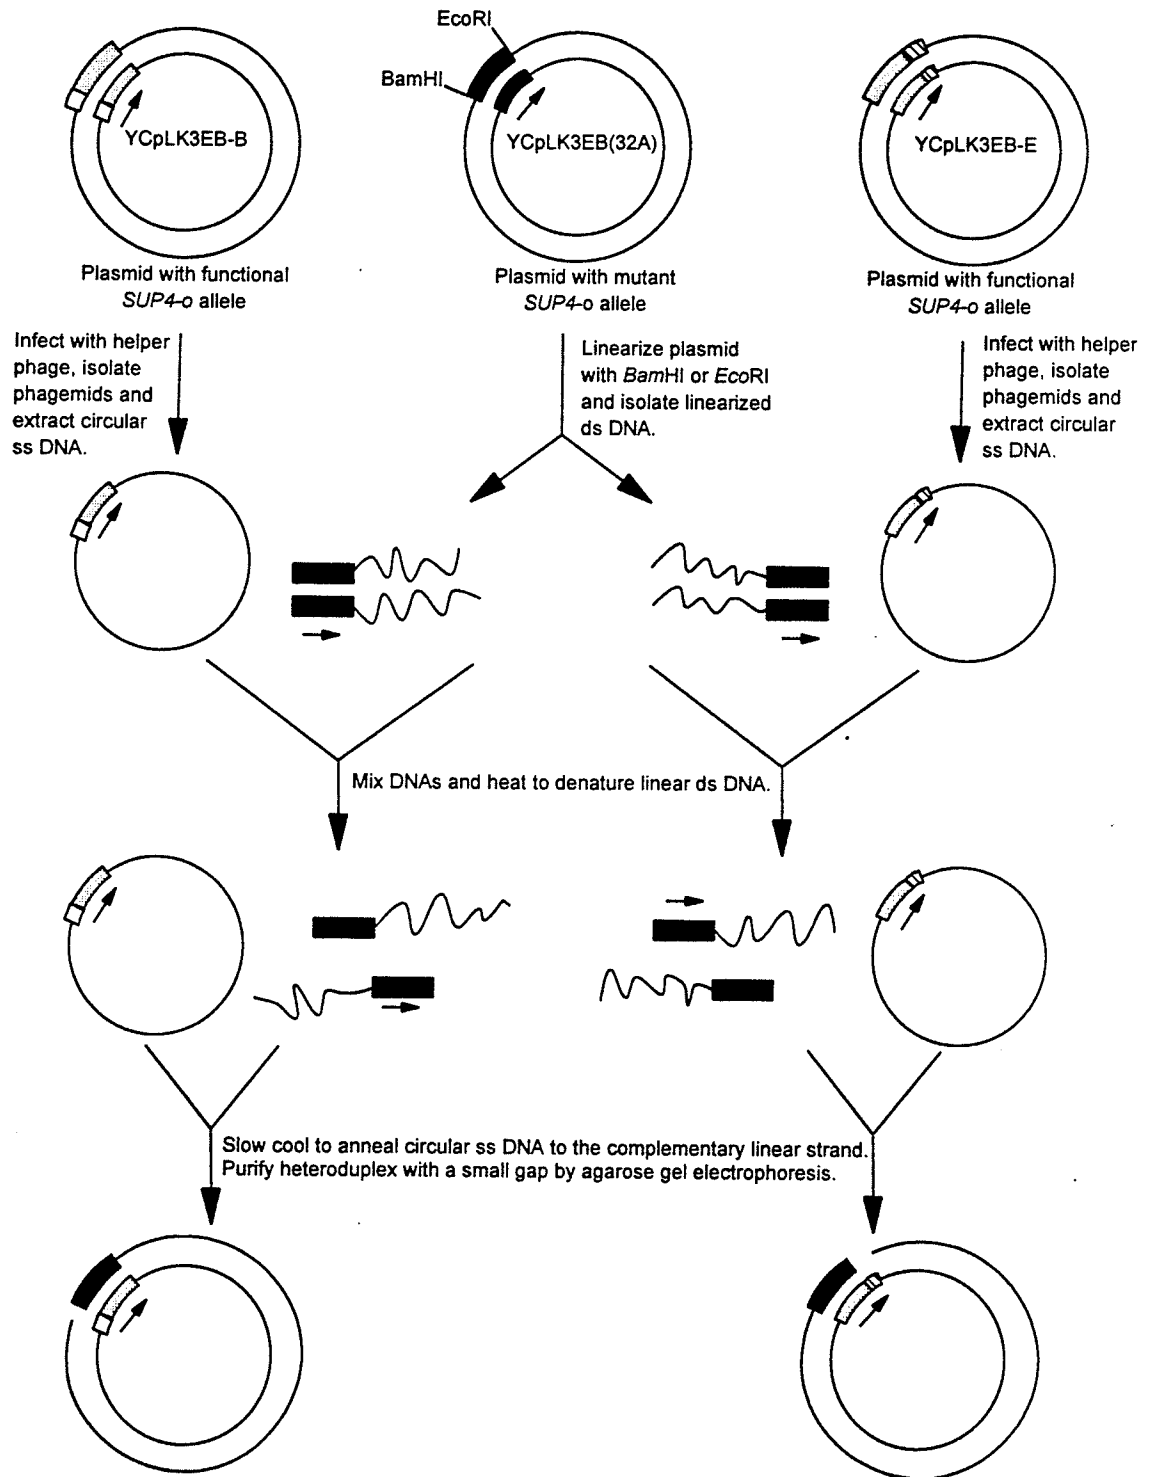 EcoRI
BamHI
YCpLK3EB-B
YCpLK3EB(32A)
YCpLK3EB-E
Plasmid with functional
SUP4-o allele
Plasmid with mutant
SUP4-o allele
Plasmid with functional
SUP4-o allele
Infect with helper
phage, isolate
phagemids and
extract circular
ss DNA.
Linearize plasmid
with BamHI or EcoRI
and isolate linearized
ds DNA.
Infect with helper
phage, isolate
phagemids and
extract circular
ss DNA.
Mix DNAs and heat to denature linear ds DNA.
Slow cool to anneal circular ss DNA to the complementary linear strand.
Purify heteroduplex with a small gap by agarose gel electrophoresis.